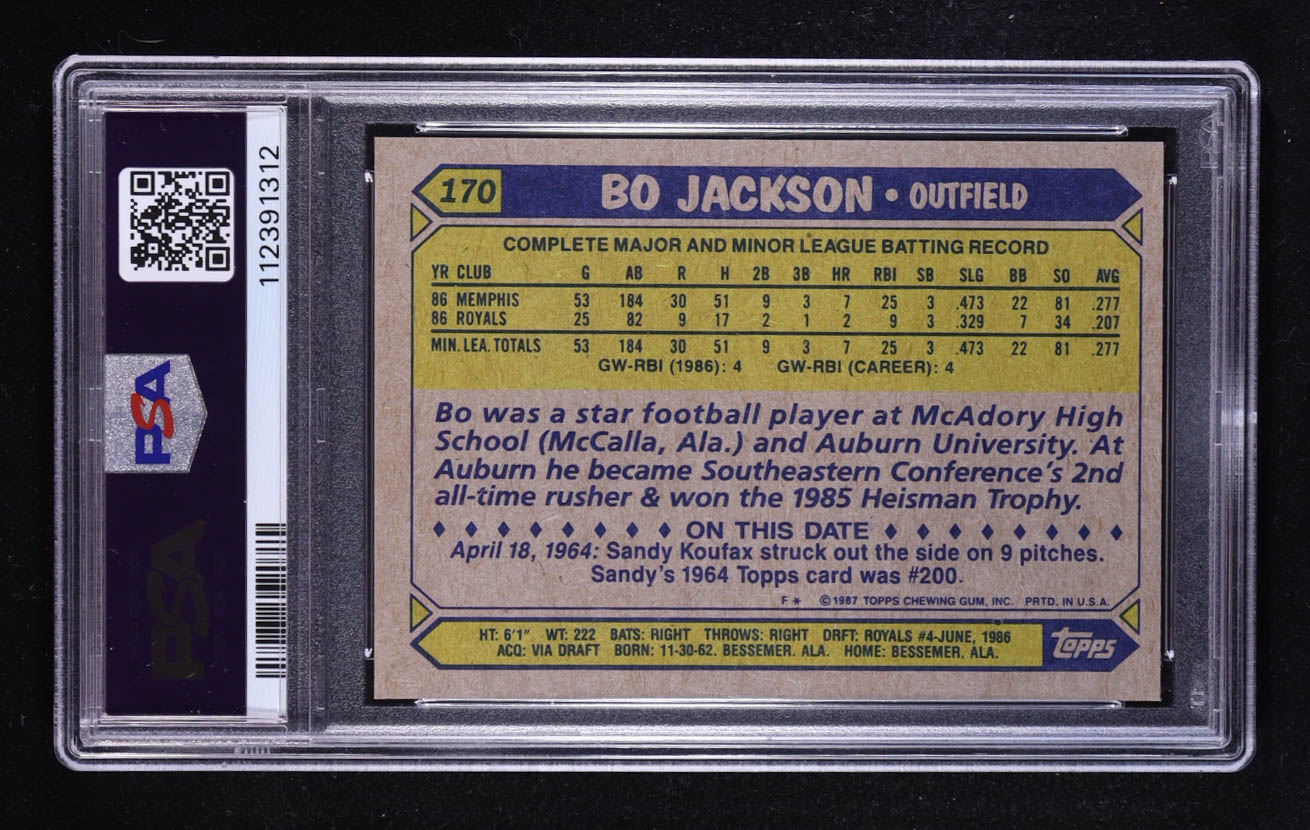 112391312
PSA
PSA
170 BO JACKSON • OUTFIELD
COMPLETE MAJOR AND MINOR LEAGUE BATTING RECORD
YR CLUB G AB R H 2B 3B HR RBI SB SLG BB SO AVG
86 MEMPHIS 53 184 30 51 9 3 7 25 3 .473 22 81 .277
86 ROYALS 25 82 9 17 2 1 2 9 3 .329 7 34 .207
MIN. LEA. TOTALS 53 184 30 51 9 3 7 25 3 .473 22 81 .277
GW-RBI (1986): 4 GW-RBI (CAREER): 4
Bo was a star football player at McAdory High
School (McCalla, Ala.) and Auburn University. At
Auburn he became Southeastern Conference's 2nd
all-time rusher & won the 1985 Heisman Trophy.
♦ ♦ ♦ ♦ ♦ ♦ ♦ ♦ ON THIS DATE ♦ ♦ ♦ ♦ ♦ ♦ ♦ ♦
April 18, 1964: Sandy Koufax struck out the side on 9 pitches.
Sandy's 1964 Topps card was #200.
F * ©1987 TOPPS CHEWING GUM, INC. PRTD. IN U.S.A.
HT: 6'1" WT: 222 BATS: RIGHT THROWS: RIGHT DRFT: ROYALS #4-JUNE, 1986
ACQ: VIA DRAFT BORN: 11-30-62, BESSEMER, ALA. HOME: BESSEMER, ALA.
topps